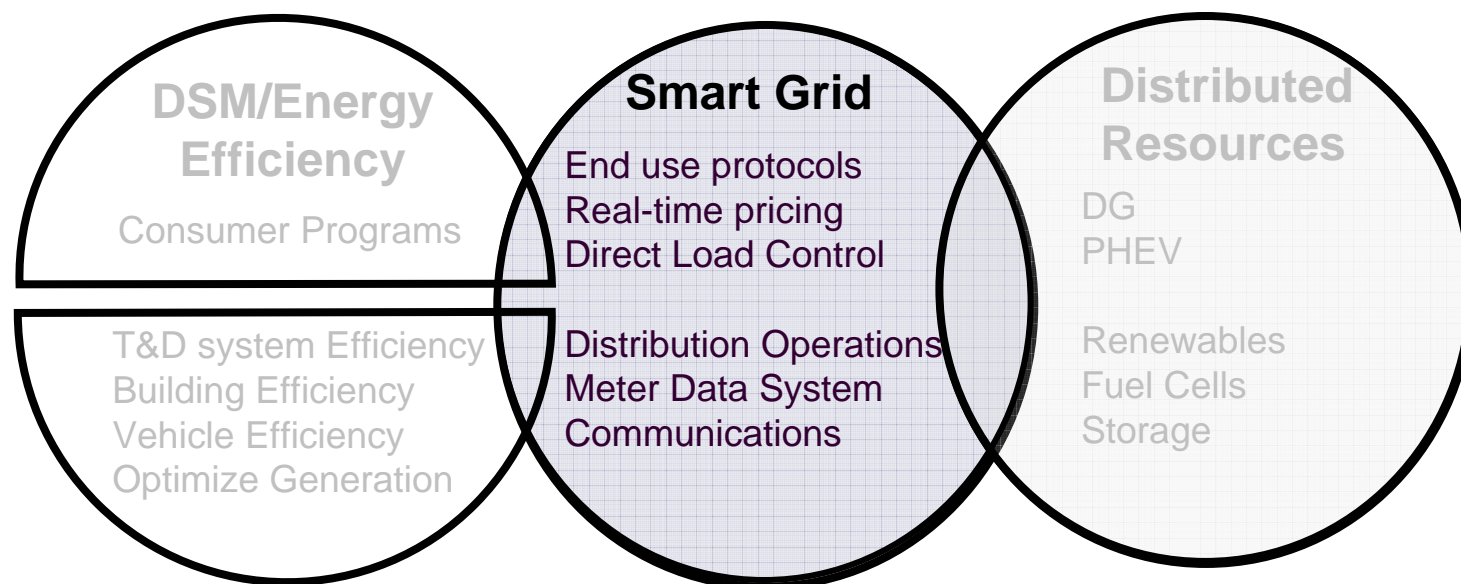 DSM/Energy
Efficiency
Consumer Programs
T&D system Efficiency
Building Efficiency
Vehicle Efficiency
Optimize Generation
Smart Grid
End use protocols
Real-time pricing
Direct Load Control
Distribution Operations
Meter Data System
Communications
Distributed
Resources
DG
PHEV
Renewables
Fuel Cells
Storage